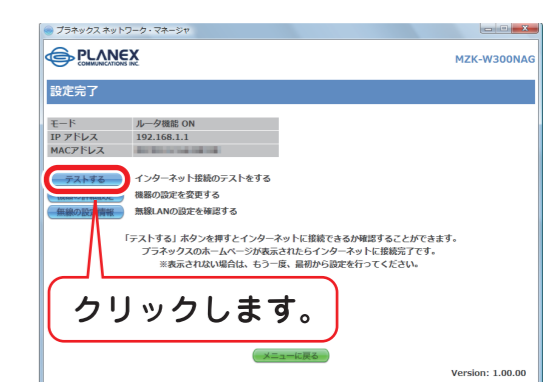 プラネックス ネットワーク・マネージャ
PLANEX
COMMUNICATIONS INC.
MZK-W300NAG
設定完了
モード ルータ機能 ON
IP アドレス 192.168.1.1
MACアドレス
テストする インターネット接続のテストをする
機器の設定を変更する
無線の設定情報 無線LANの設定を確認する
「テストする」ボタンを押すとインターネットに接続できるか確認することができます。
プラネックスのホームページが表示されたらインターネットに接続完了です。
※表示されない場合は、もう一度、最初から設定を行ってください。
クリックします。
メニューに戻る
Version: 1.00.00